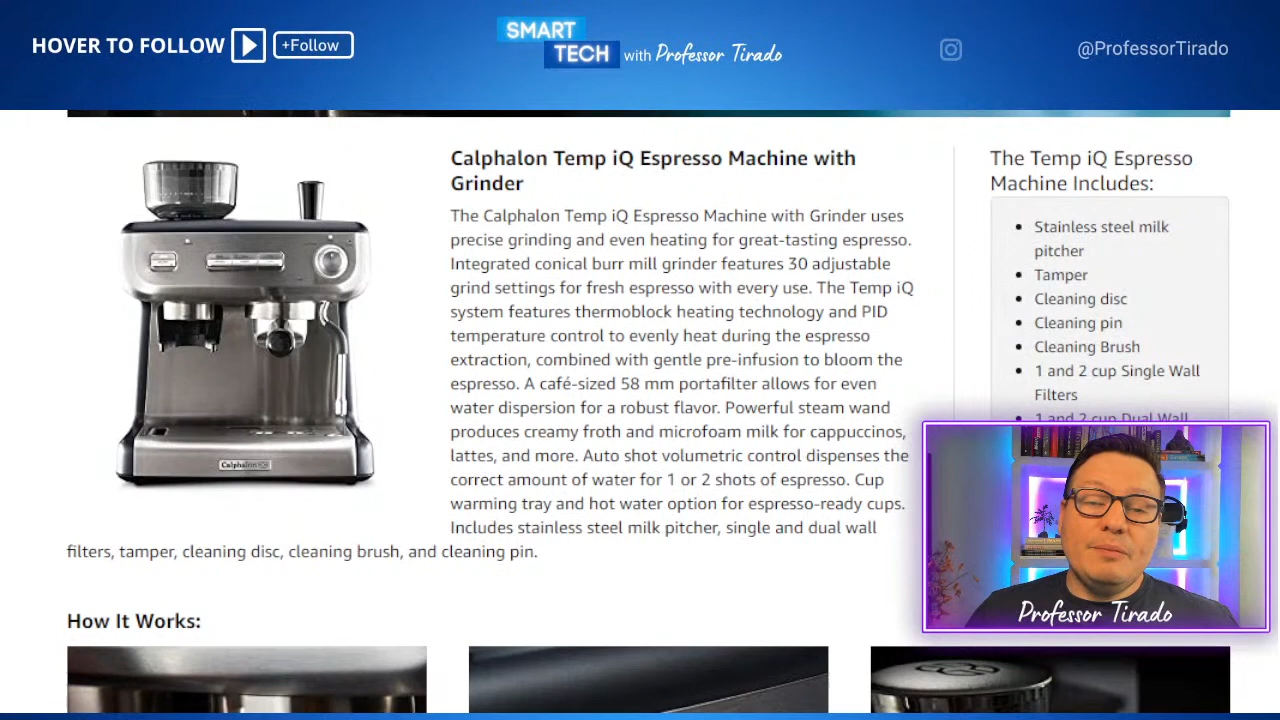 HOVER TO FOLLOW
+Follow
SMART
TECH with Professor Tirado
@ProfessorTirado
Calphalon Temp iQ Espresso Machine with
Grinder
The Calphalon Temp iQ Espresso Machine with Grinder uses
precise grinding and even heating for great-tasting espresso.
Integrated conical burr mill grinder features 30 adjustable
grind settings for fresh espresso with every use. The Temp iQ
system features thermoblock heating technology and PID
temperature control to evenly heat during the espresso
extraction, combined with gentle pre-infusion to bloom the
espresso. A café-sized 58 mm portafilter allows for even
water dispersion for a robust flavor. Powerful steam wand
produces creamy froth and microfoam milk for cappuccinos,
lattes, and more. Auto shot volumetric control dispenses the
correct amount of water for 1 or 2 shots of espresso. Cup
warming tray and hot water option for espresso-ready cups.
Includes stainless steel milk pitcher, single and dual wall
filters, tamper, cleaning disc, cleaning brush, and cleaning pin.
The Temp iQ Espresso
Machine Includes:
Stainless steel milk
pitcher
Tamper
Cleaning disc
Cleaning pin
Cleaning Brush
1 and 2 cup Single Wall
Filters
1 and 2 cup Dual Wall
Calphalon
Professor Tirado
How It Works: